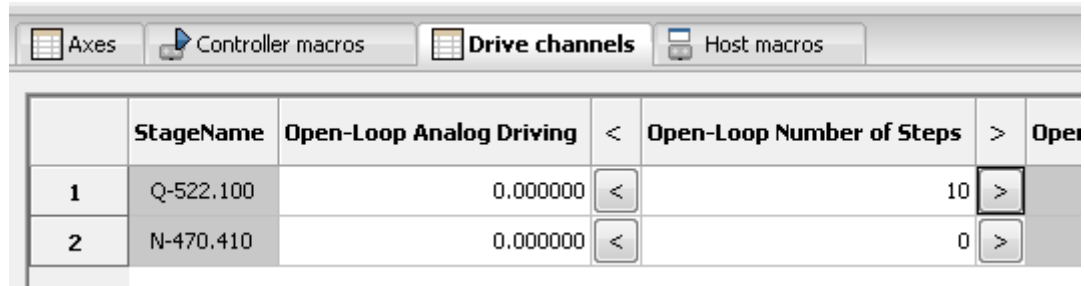 Axes Controller macros Drive channels Host macros
StageName Open-Loop Analog Driving < Open-Loop Number of Steps > Oper
1 Q-522.100 0.000000 < 10 >
2 N-470.410 0.000000 < 0 >